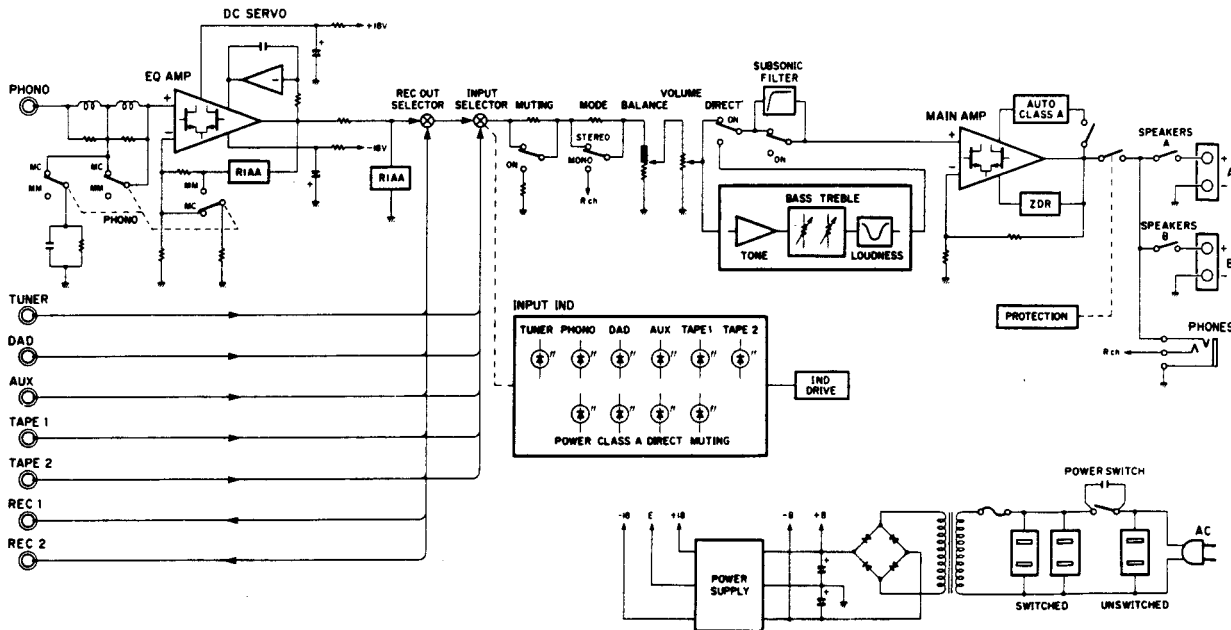 DC SERVO
+18V
EQ AMP
PHONO
+
-
-18V
RIAA
RIAA
MC
MM
MC
MM
PHONO
MM
MC
REC OUT SELECTOR
INPUT SELECTOR
MUTING
ON
MODE
STEREO
MONO
Rch
BALANCE
VOLUME
DIRECT
ON
SUBSONIC FILTER
ON
BASS TREBLE
TONE
LOUDNESS
MAIN AMP
+
-
AUTO CLASS A
ZDR
PROTECTION
SPEAKERS A
+
-
A
SPEAKERS B
+
-
B
PHONES
Rch
TUNER
DAD
AUX
TAPE 1
TAPE 2
REC 1
REC 2
INPUT IND
TUNER PHONO DAD AUX TAPE 1 TAPE 2
POWER CLASS A DIRECT MUTING
IND DRIVE
-18 E +18 -B +B
POWER SUPPLY
POWER SWITCH
AC
SWITCHED UNSWITCHED